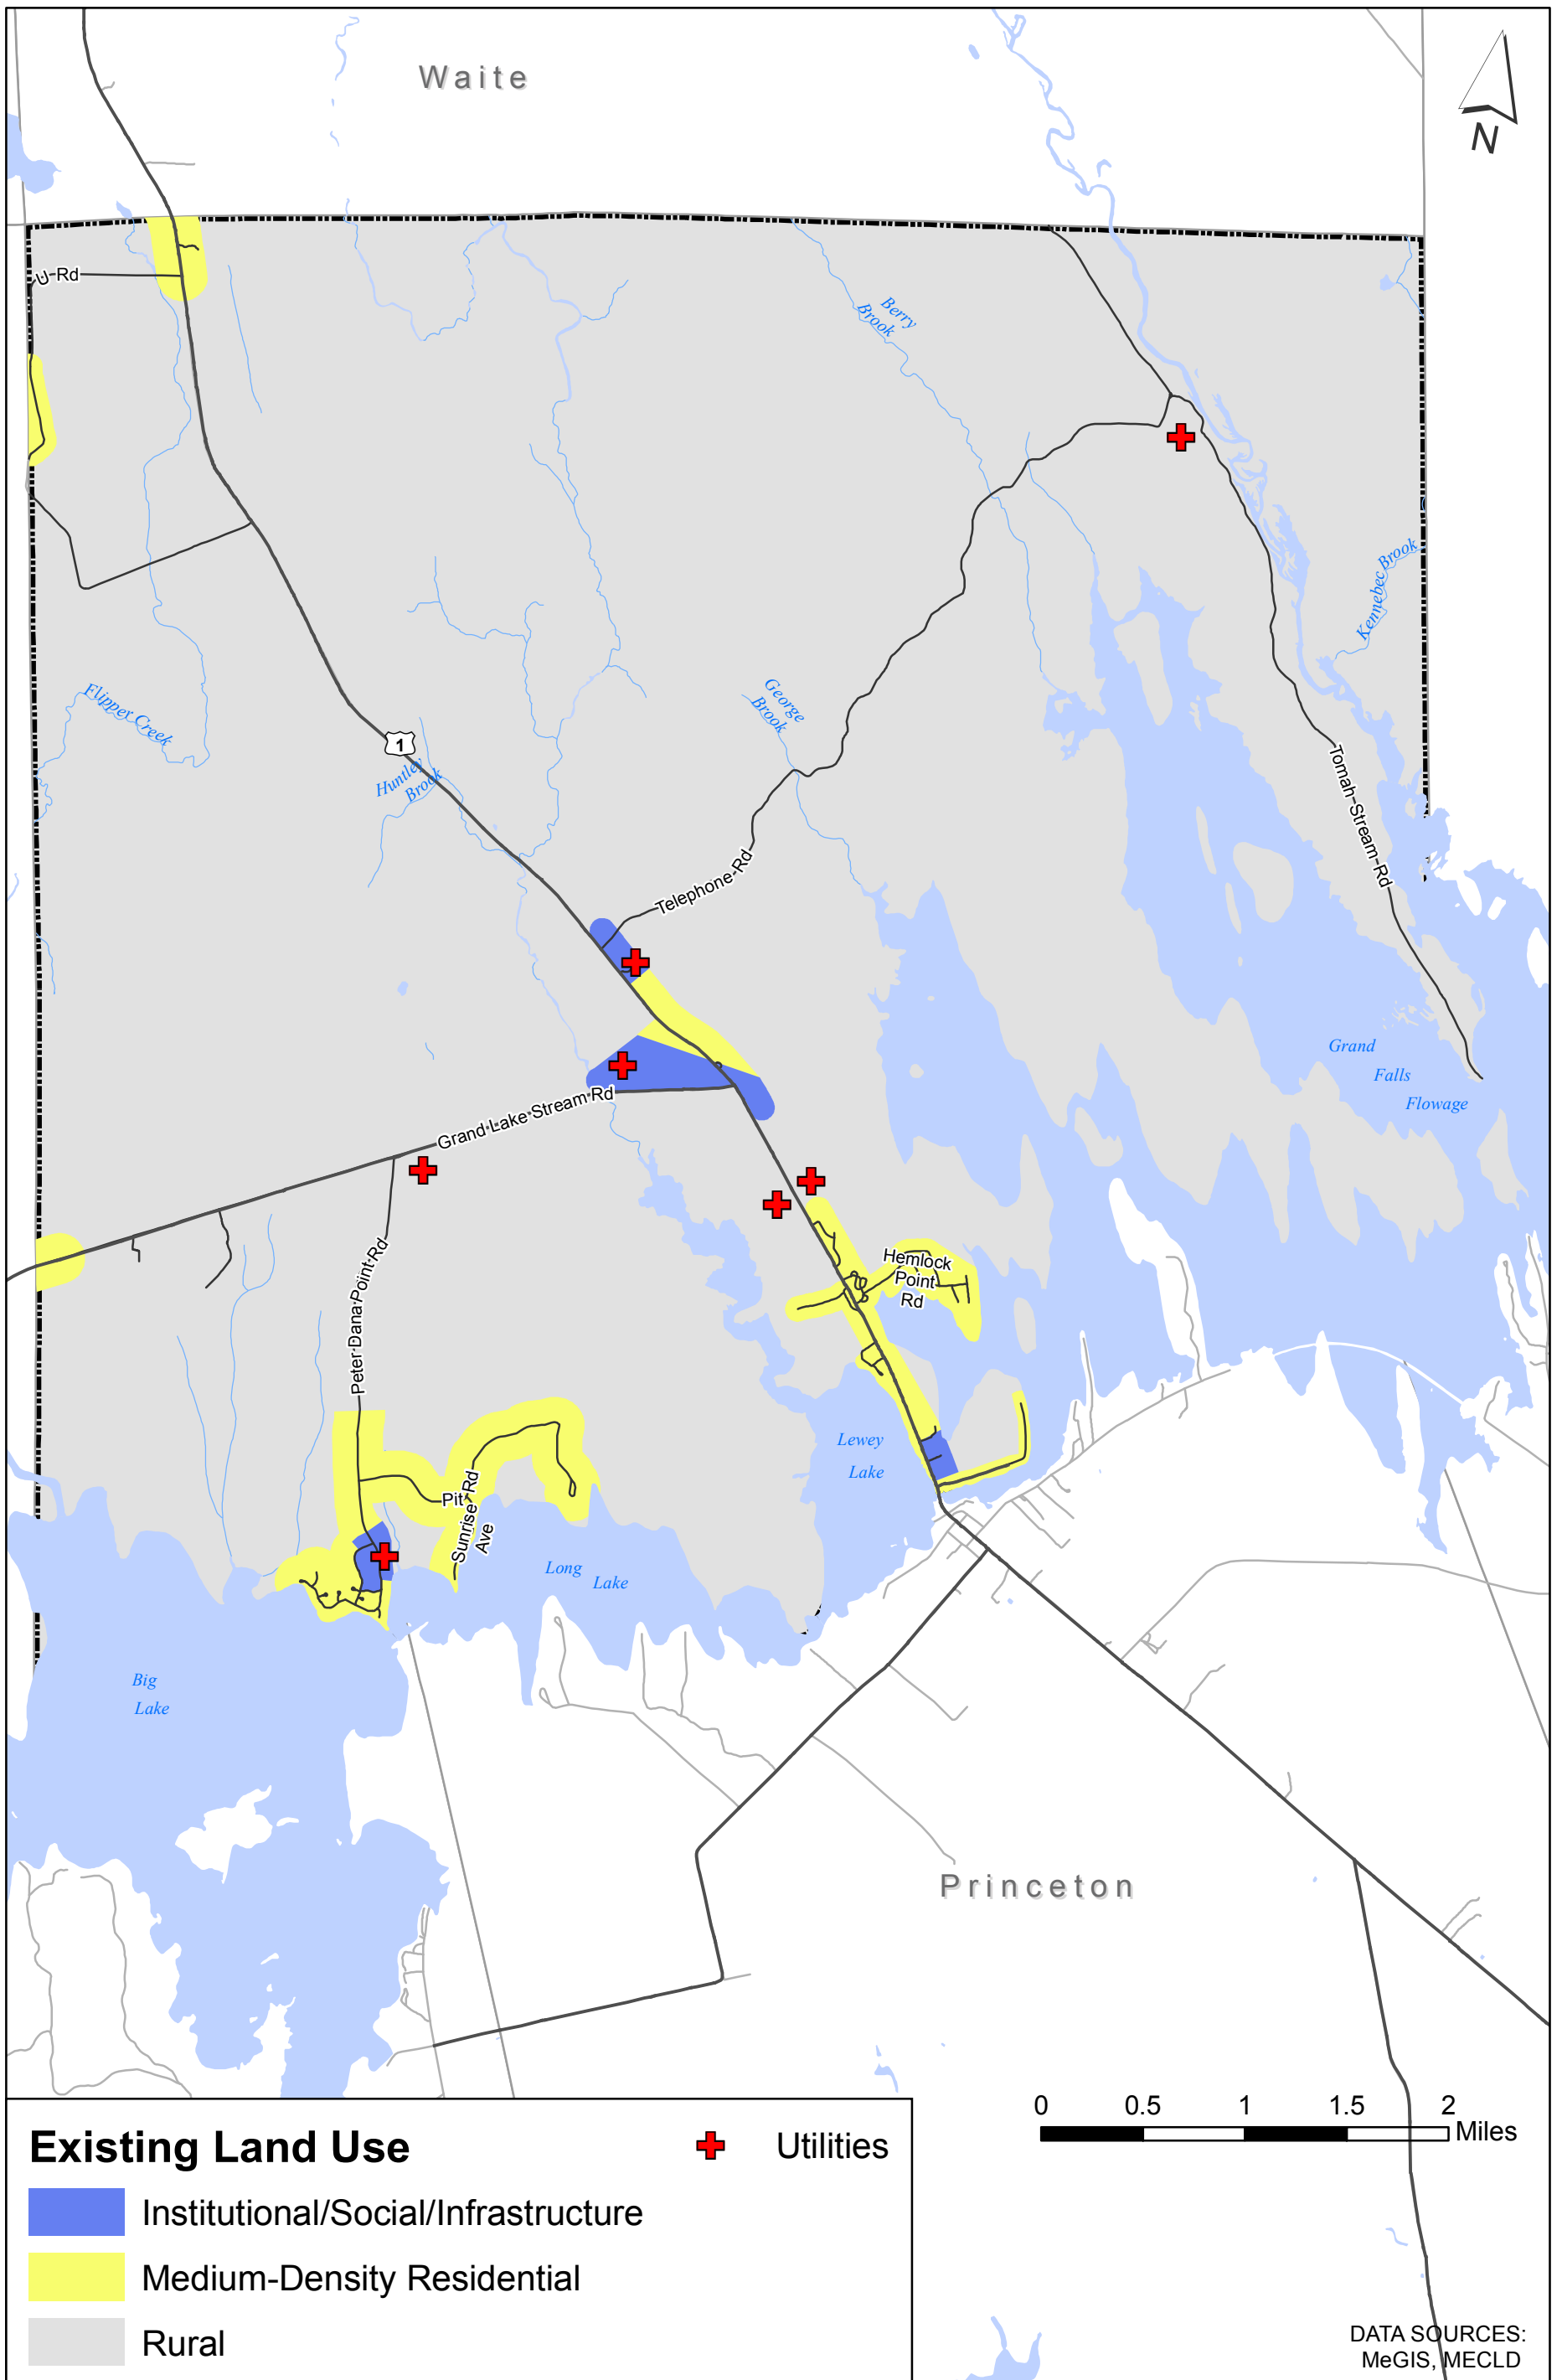 Waite
N
U Rd
Berry
Brook
Kennebec Brook
George
Brook
Flipper Creek
1
Huntley
Brook
Tomah Stream Rd
Telephone Rd
Grand
Falls
Flowage
Grand Lake Stream Rd
Peter Dana Point Rd
Hemlock
Point
Rd
Lewey
Lake
Pit Rd
Sunrise
Ave
Long
Lake
Big
Lake
Princeton
0 0.5 1 1.5 2
Miles
Existing Land Use
Utilities
Institutional/Social/Infrastructure
Medium-Density Residential
Rural
DATA SOURCES:
MeGIS, MECLD